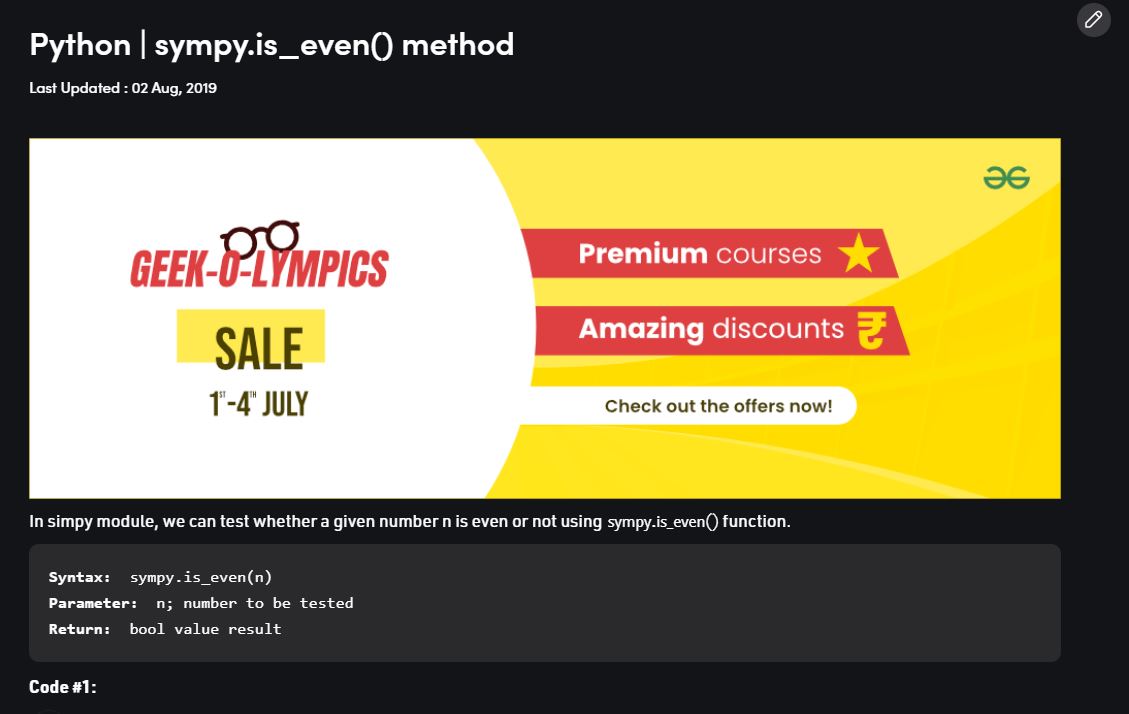 Python | sympy.is_even() method
Last Updated : 02 Aug, 2019
GEEK-O-LYMPICS
SALE
1ST-4TH JULY
Premium courses
Amazing discounts ₹
Check out the offers now!
In simpy module, we can test whether a given number n is even or not using sympy.is_even() function.
Syntax: sympy.is_even(n)
Parameter: n; number to be tested
Return: bool value result
Code #1: